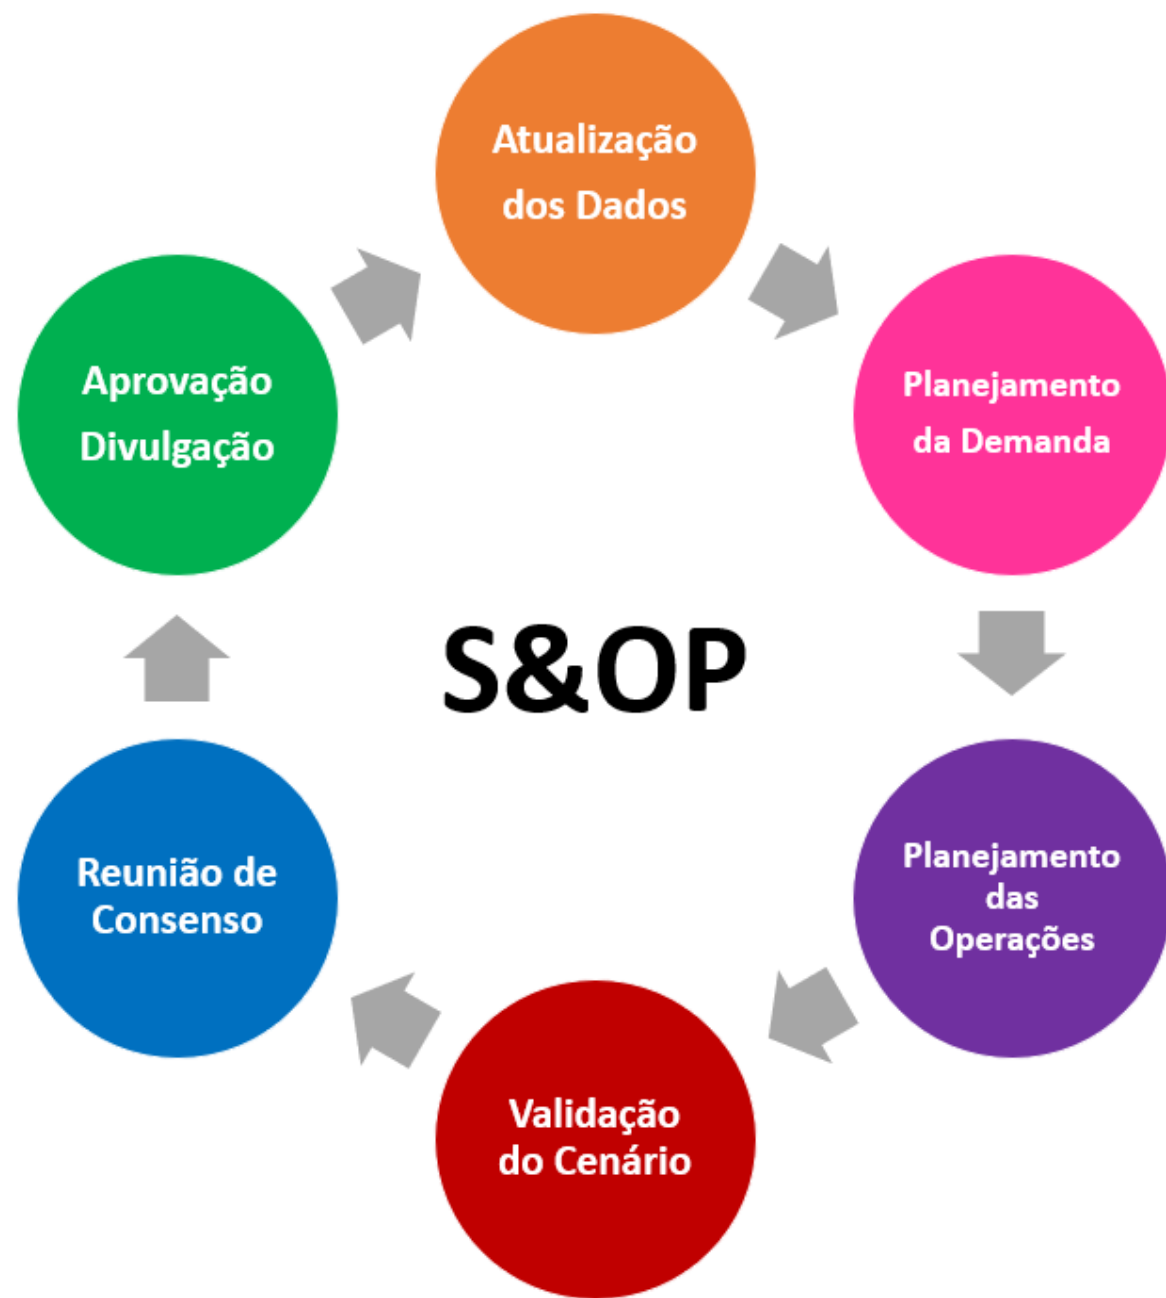 Atualização
dos Dados
Planejamento
da Demanda
Planejamento
das
Operações
Validação
do Cenário
Reunião de
Consenso
Aprovação
Divulgação
S&OP